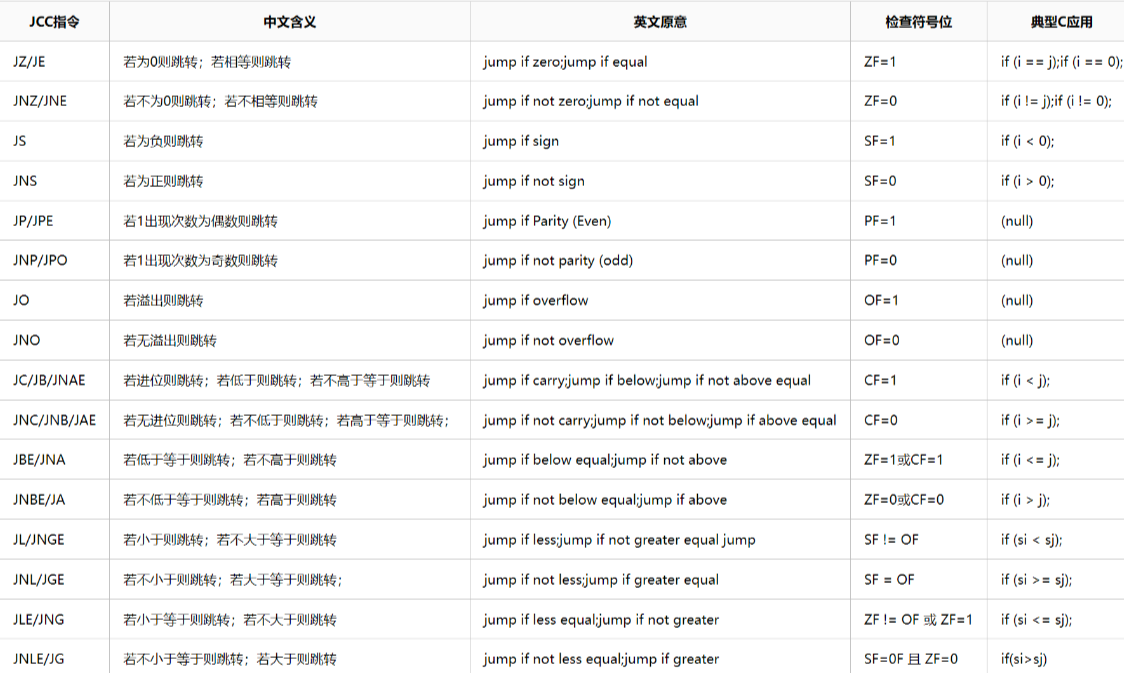 JCC指令 中文含义 英文原意 检查符号位 典型C应用
JZ/JE 若为0则跳转；若相等则跳转 jump if zero;jump if equal ZF=1 if (i == j);if (i == 0);
JNZ/JNE 若不为0则跳转；若不相等则跳转 jump if not zero;jump if not equal ZF=0 if (i != j);if (i != 0);
JS 若为负则跳转 jump if sign SF=1 if (i < 0);
JNS 若为正则跳转 jump if not sign SF=0 if (i > 0);
JP/JPE 若1出现次数为偶数则跳转 jump if Parity (Even) PF=1 (null)
JNP/JPO 若1出现次数为奇数则跳转 jump if not parity (odd) PF=0 (null)
JO 若溢出则跳转 jump if overflow OF=1 (null)
JNO 若无溢出则跳转 jump if not overflow OF=0 (null)
JC/JB/JNAE 若进位则跳转；若低于则跳转；若不高于等于则跳转 jump if carry;jump if below;jump if not above equal CF=1 if (i < j);
JNC/JNB/JAE 若无进位则跳转；若不低于则跳转；若高于等于则跳转； jump if not carry;jump if not below;jump if above equal CF=0 if (i >= j);
JBE/JNA 若低于等于则跳转；若不高于则跳转 jump if below equal;jump if not above ZF=1或CF=1 if (i <= j);
JNBE/JA 若不低于等于则跳转；若高于则跳转 jump if not below equal;jump if above ZF=0或CF=0 if (i > j);
JL/JNGE 若小于则跳转；若不大于等于则跳转 jump if less;jump if not greater equal jump SF != OF if (si < sj);
JNL/JGE 若不小于则跳转；若大于等于则跳转； jump if not less;jump if greater equal SF = OF if (si >= sj);
JLE/JNG 若小于等于则跳转；若不大于则跳转 jump if less equal;jump if not greater ZF != OF 或 ZF=1 if (si <= sj);
JNLE/JG 若不小于等于则跳转；若大于则跳转 jump if not less equal;jump if greater SF=0F 且 ZF=0 if(si>sj)